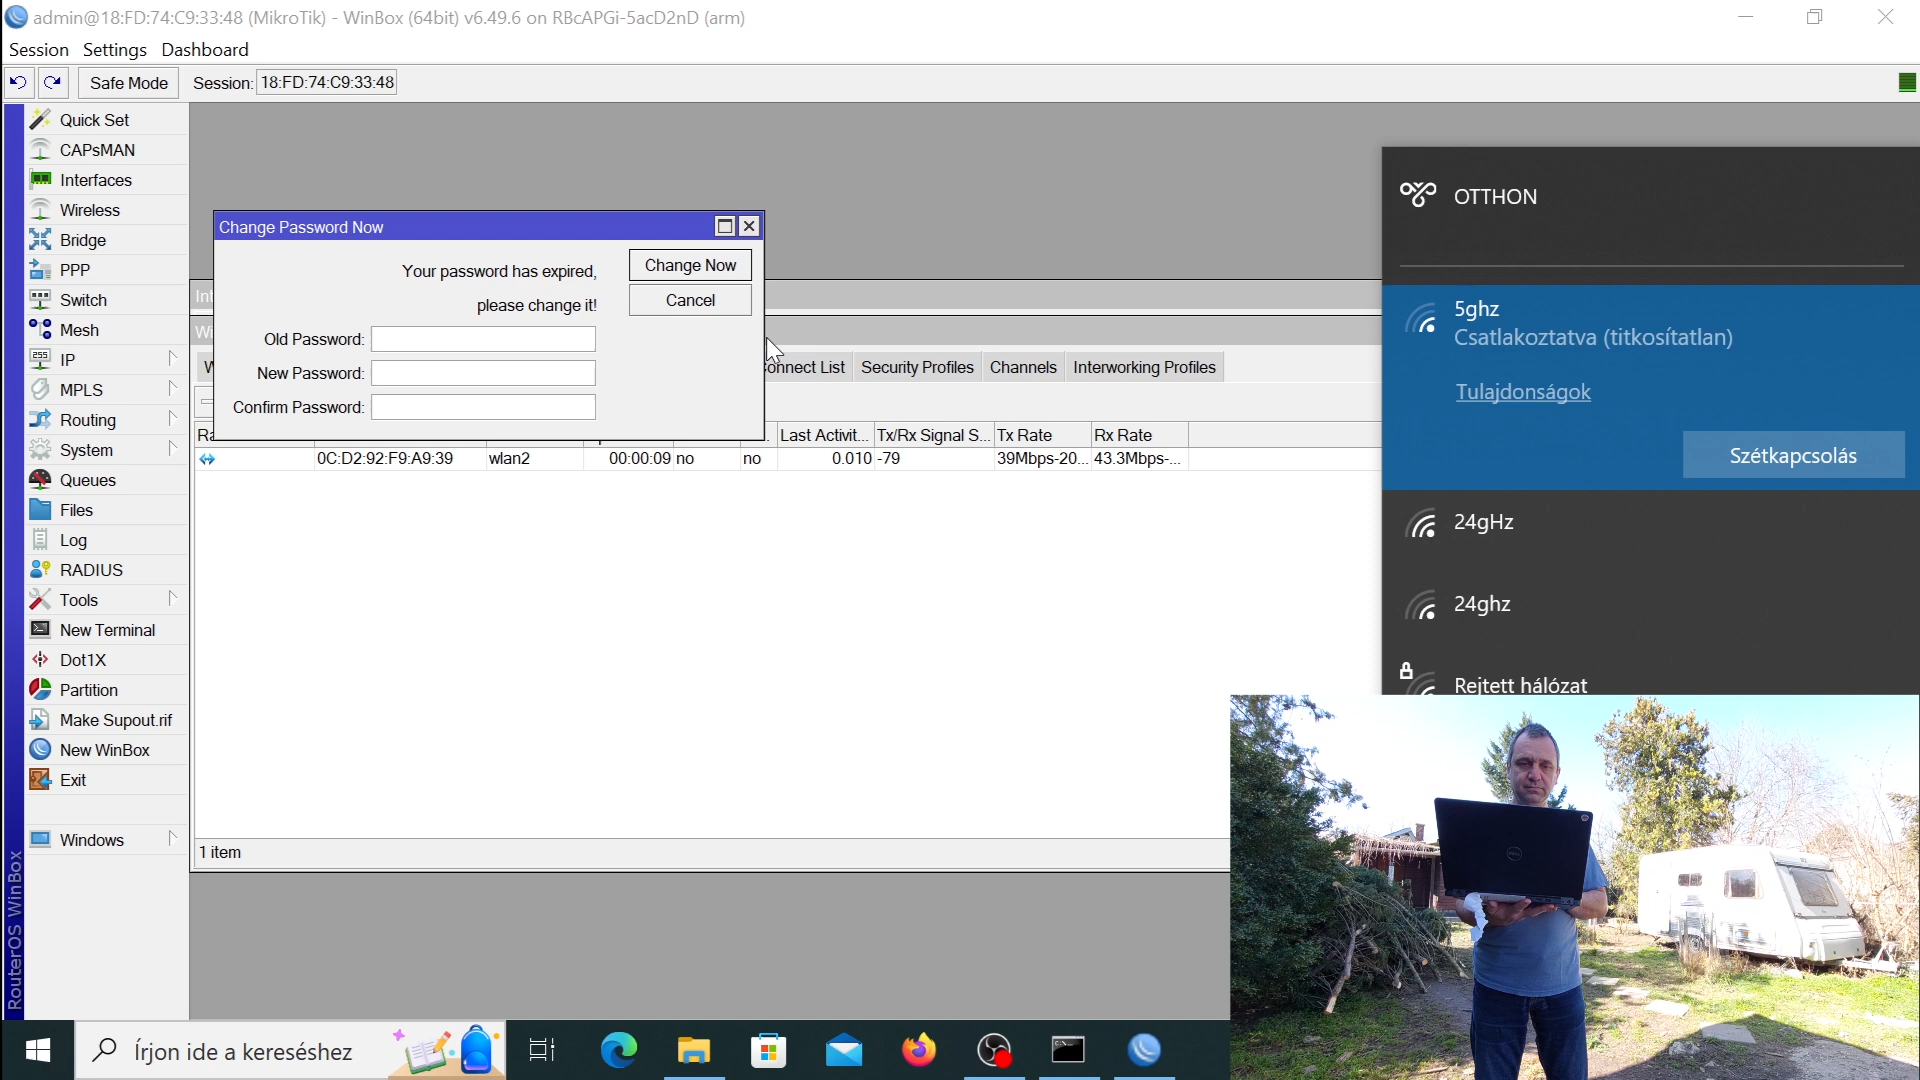 admin@18:FD:74:C9:33:48 (MikroTik) - WinBox (64bit) v6.49.6 on RBcAPGi-5acD2nD (arm)
Session Settings Dashboard
Safe Mode Session: 18:FD:74:C9:33:48
Quick Set
CAPsMAN
Interfaces
Wireless
Bridge
PPP
Switch
Mesh
255 IP
MPLS
Routing
System
Queues
Files
Log
RADIUS
Tools
New Terminal
Dot1X
Partition
Make Supout.rif
New WinBox
Exit
Windows
RouterOS WinBox
Change Password Now
Your password has expired,
please change it!
Change Now
Cancel
Old Password:
New Password:
Confirm Password:
Int
Wi
onnect List Security Profiles Channels Interworking Profiles
Ra Last Activit... Tx/Rx Signal S... Tx Rate Rx Rate
0C:D2:92:F9:A9:39 wlan2 00:00:09 no no 0.010 -79 39Mbps-20... 43.3Mbps-...
1 item
OTTHON
5ghz
Csatlakoztatva (titkosítatlan)
Tulajdonságok
Szétkapcsolás
24gHz
24ghz
Rejtett hálózat
DELL
Írjon ide a kereséshez